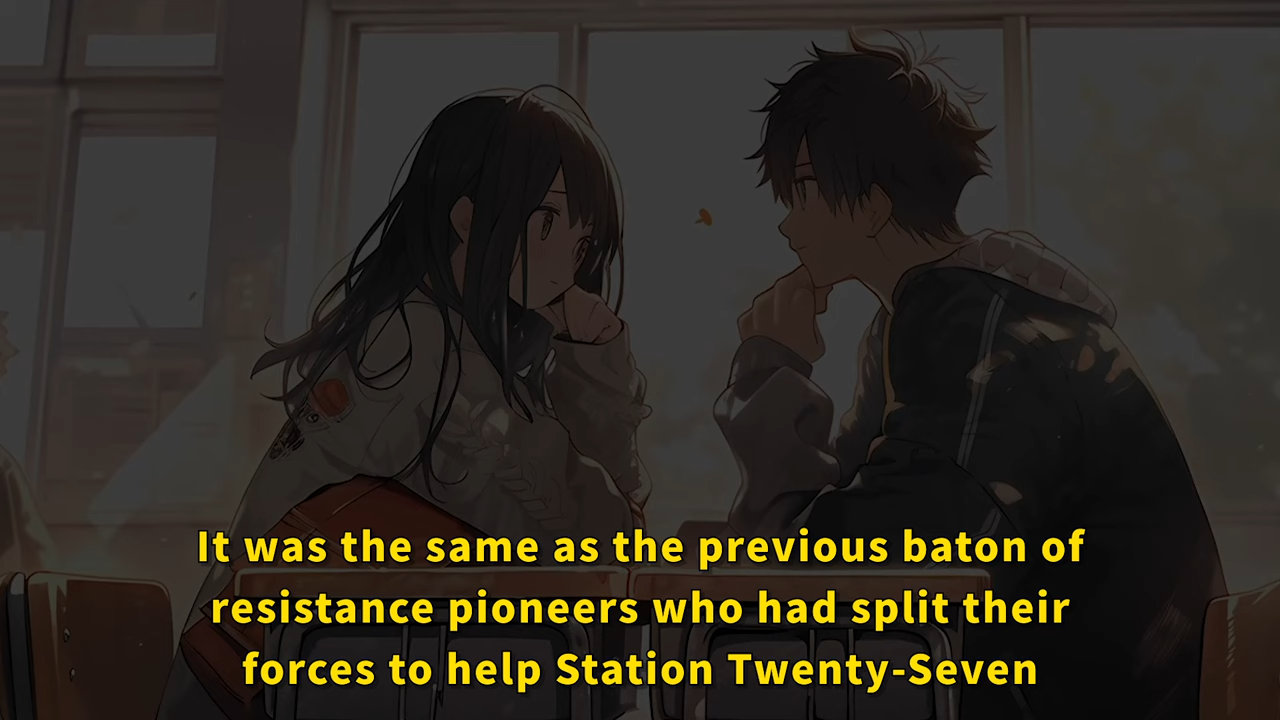 It was the same as the previous baton of
resistance pioneers who had split their
forces to help Station Twenty-Seven